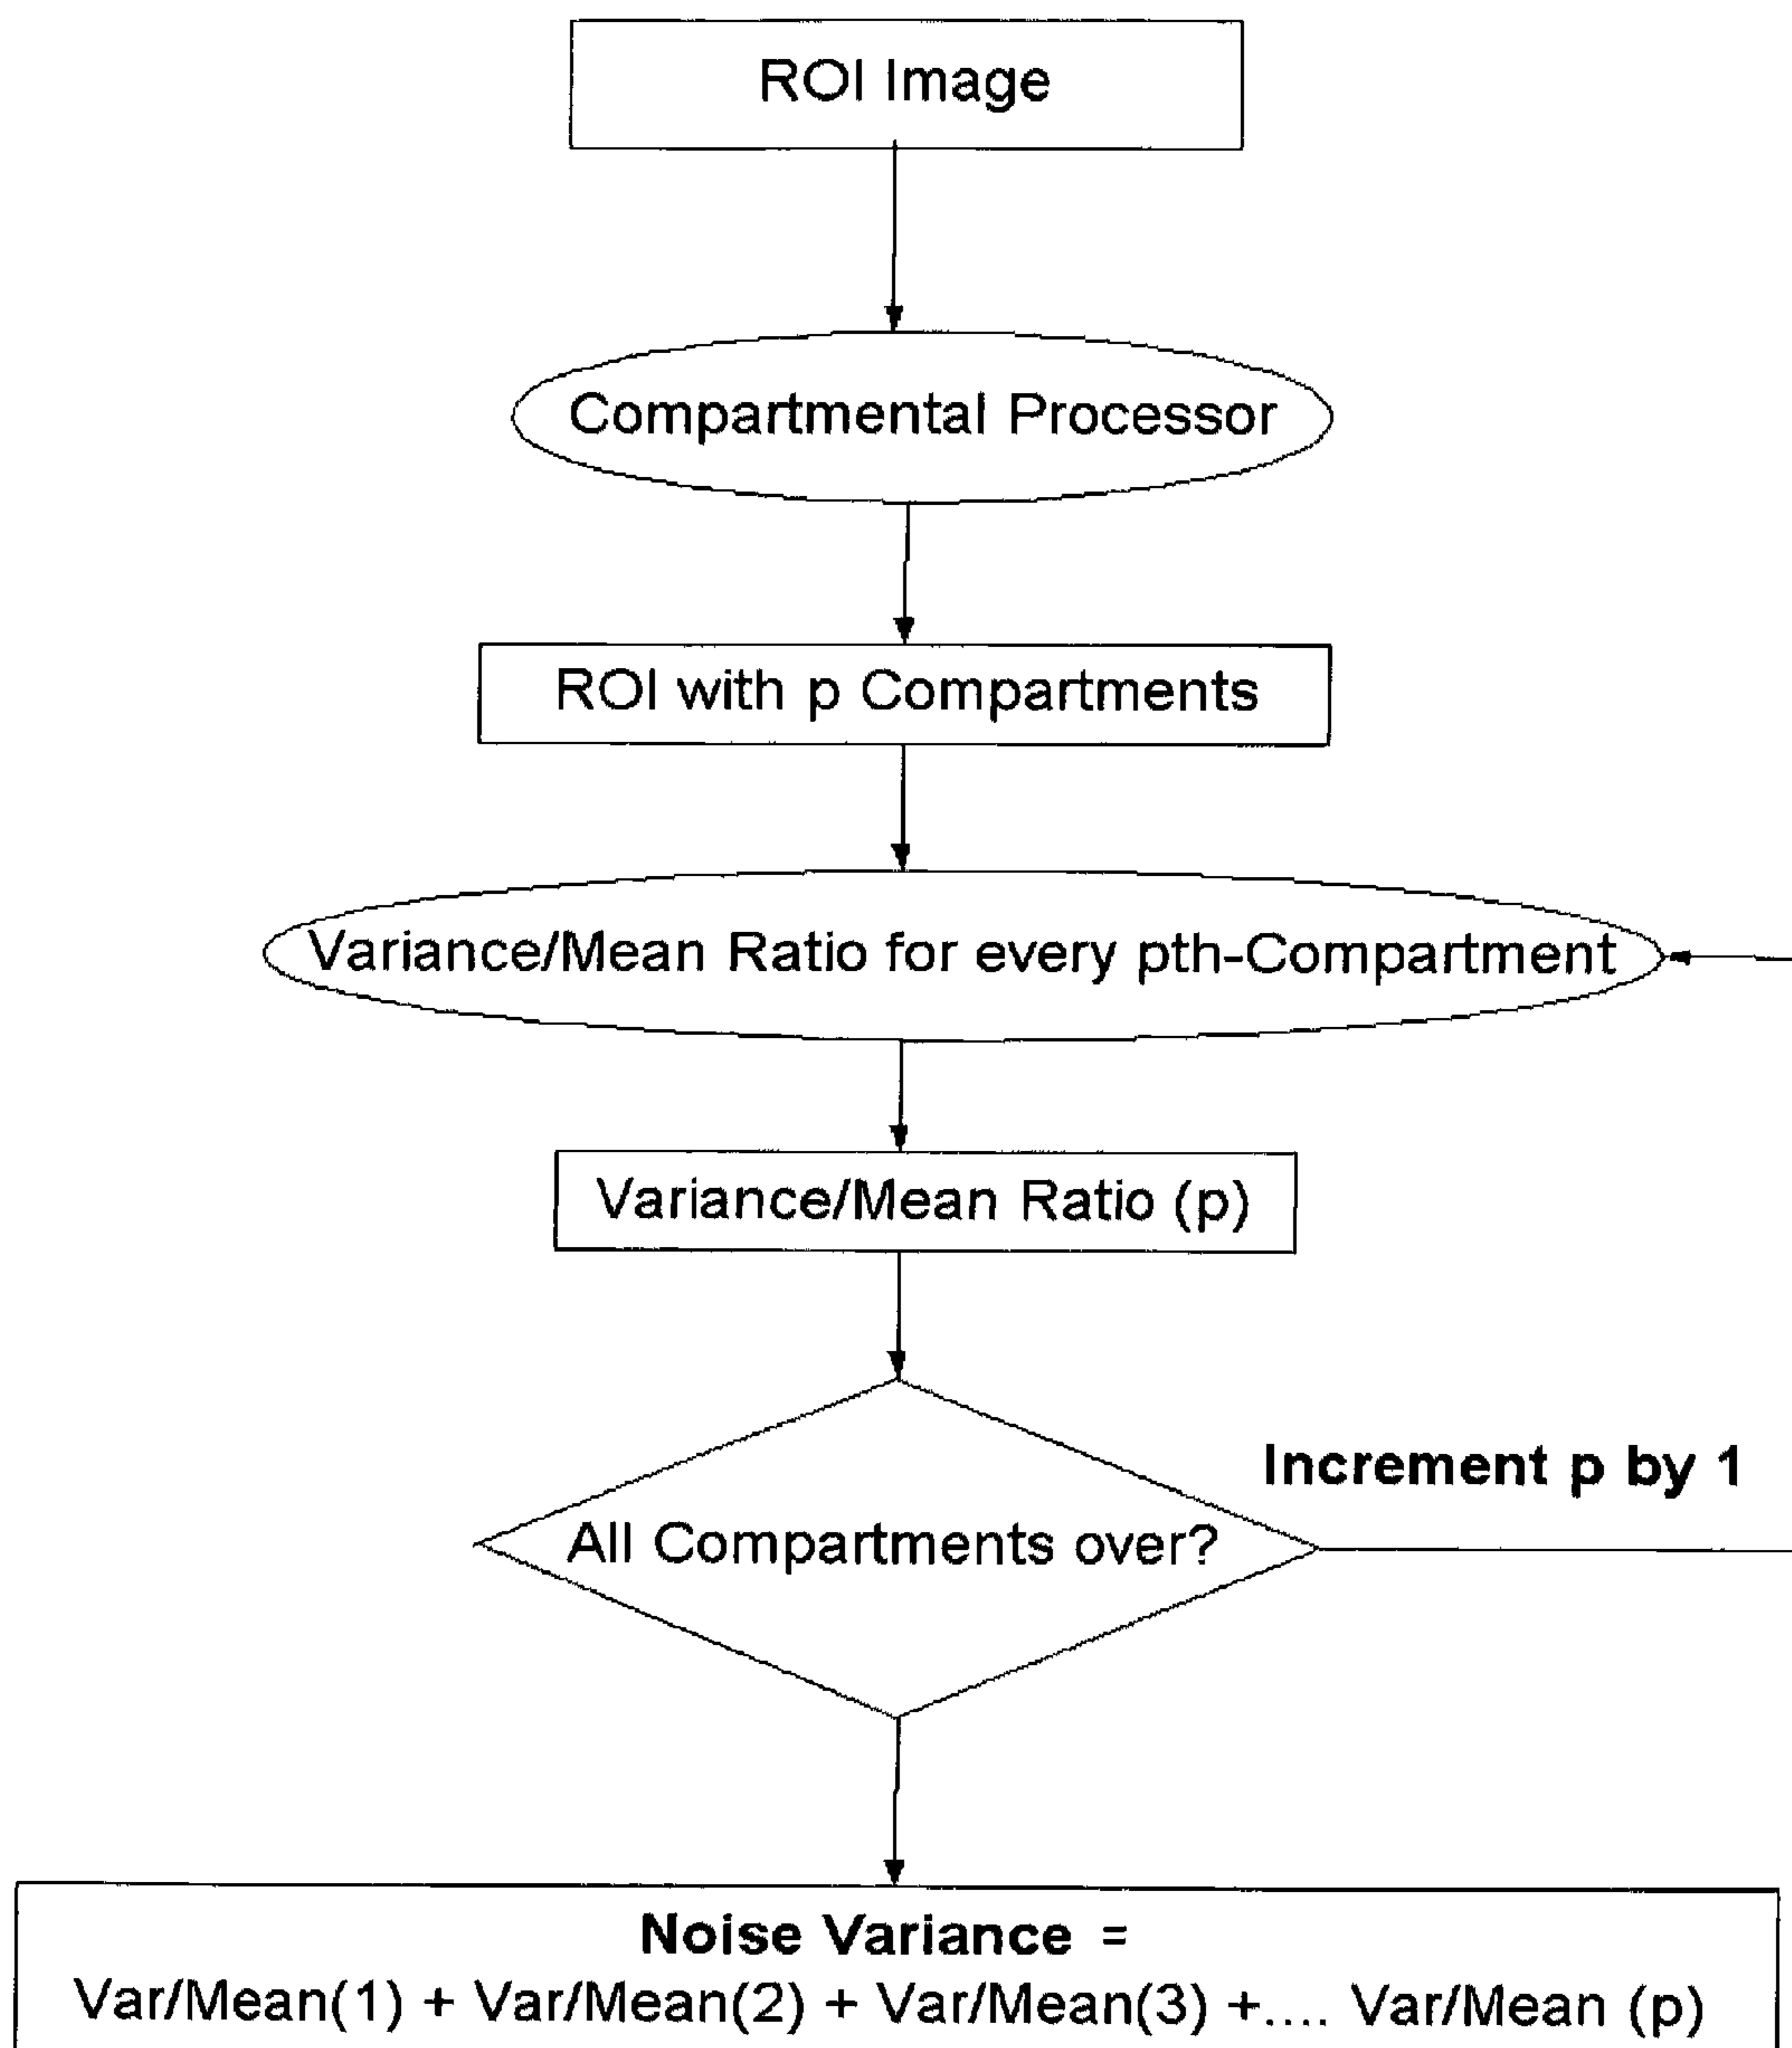 ROI Image
Compartmental Processor
ROI with p Compartments
Variance/Mean Ratio for every pth-Compartment
Variance/Mean Ratio (p)
Increment p by 1
All Compartments over?
Noise Variance =
Var/Mean(1) + Var/Mean(2) + Var/Mean(3) +.... Var/Mean (p)